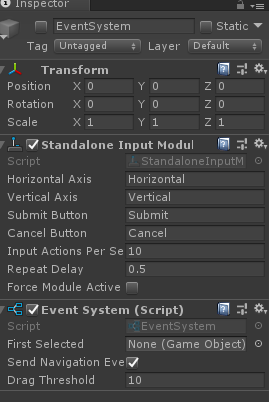 Inspector
EventSystem Static
Tag Untagged Layer Default
Transform
Position X 0 Y 0 Z 0
Rotation X 0 Y 0 Z 0
Scale X 1 Y 1 Z 1
Standalone Input Modul
Script StandaloneInputM
Horizontal Axis Horizontal
Vertical Axis Vertical
Submit Button Submit
Cancel Button Cancel
Input Actions Per Se 10
Repeat Delay 0.5
Force Module Active
Event System (Script)
Script EventSystem
First Selected None (Game Object)
Send Navigation Eve
Drag Threshold 10